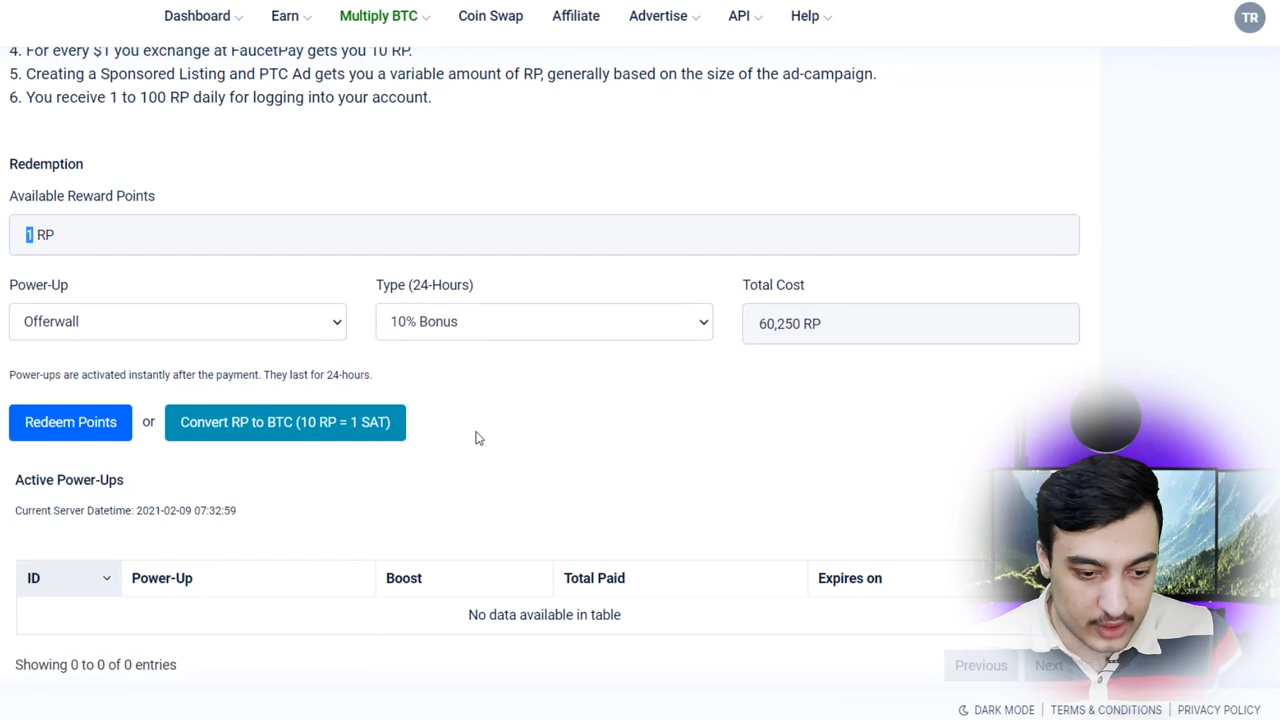 Dashboard Earn Multiply BTC Coin Swap Affiliate Advertise API Help TR
4. For every $1 you exchange at FaucetPay gets you 10 RP.
5. Creating a Sponsored Listing and PTC Ad gets you a variable amount of RP, generally based on the size of the ad-campaign.
6. You receive 1 to 100 RP daily for logging into your account.
Redemption
Available Reward Points
1 RP
Power-Up Type (24-Hours) Total Cost
Offerwall 10% Bonus 60,250 RP
Power-ups are activated instantly after the payment. They last for 24-hours.
Redeem Points or Convert RP to BTC (10 RP = 1 SAT)
Active Power-Ups
Current Server Datetime: 2021-02-09 07:32:59
ID Power-Up Boost Total Paid Expires on
No data available in table
Showing 0 to 0 of 0 entries Previous Next
DARK MODE | TERMS & CONDITIONS | PRIVACY POLICY